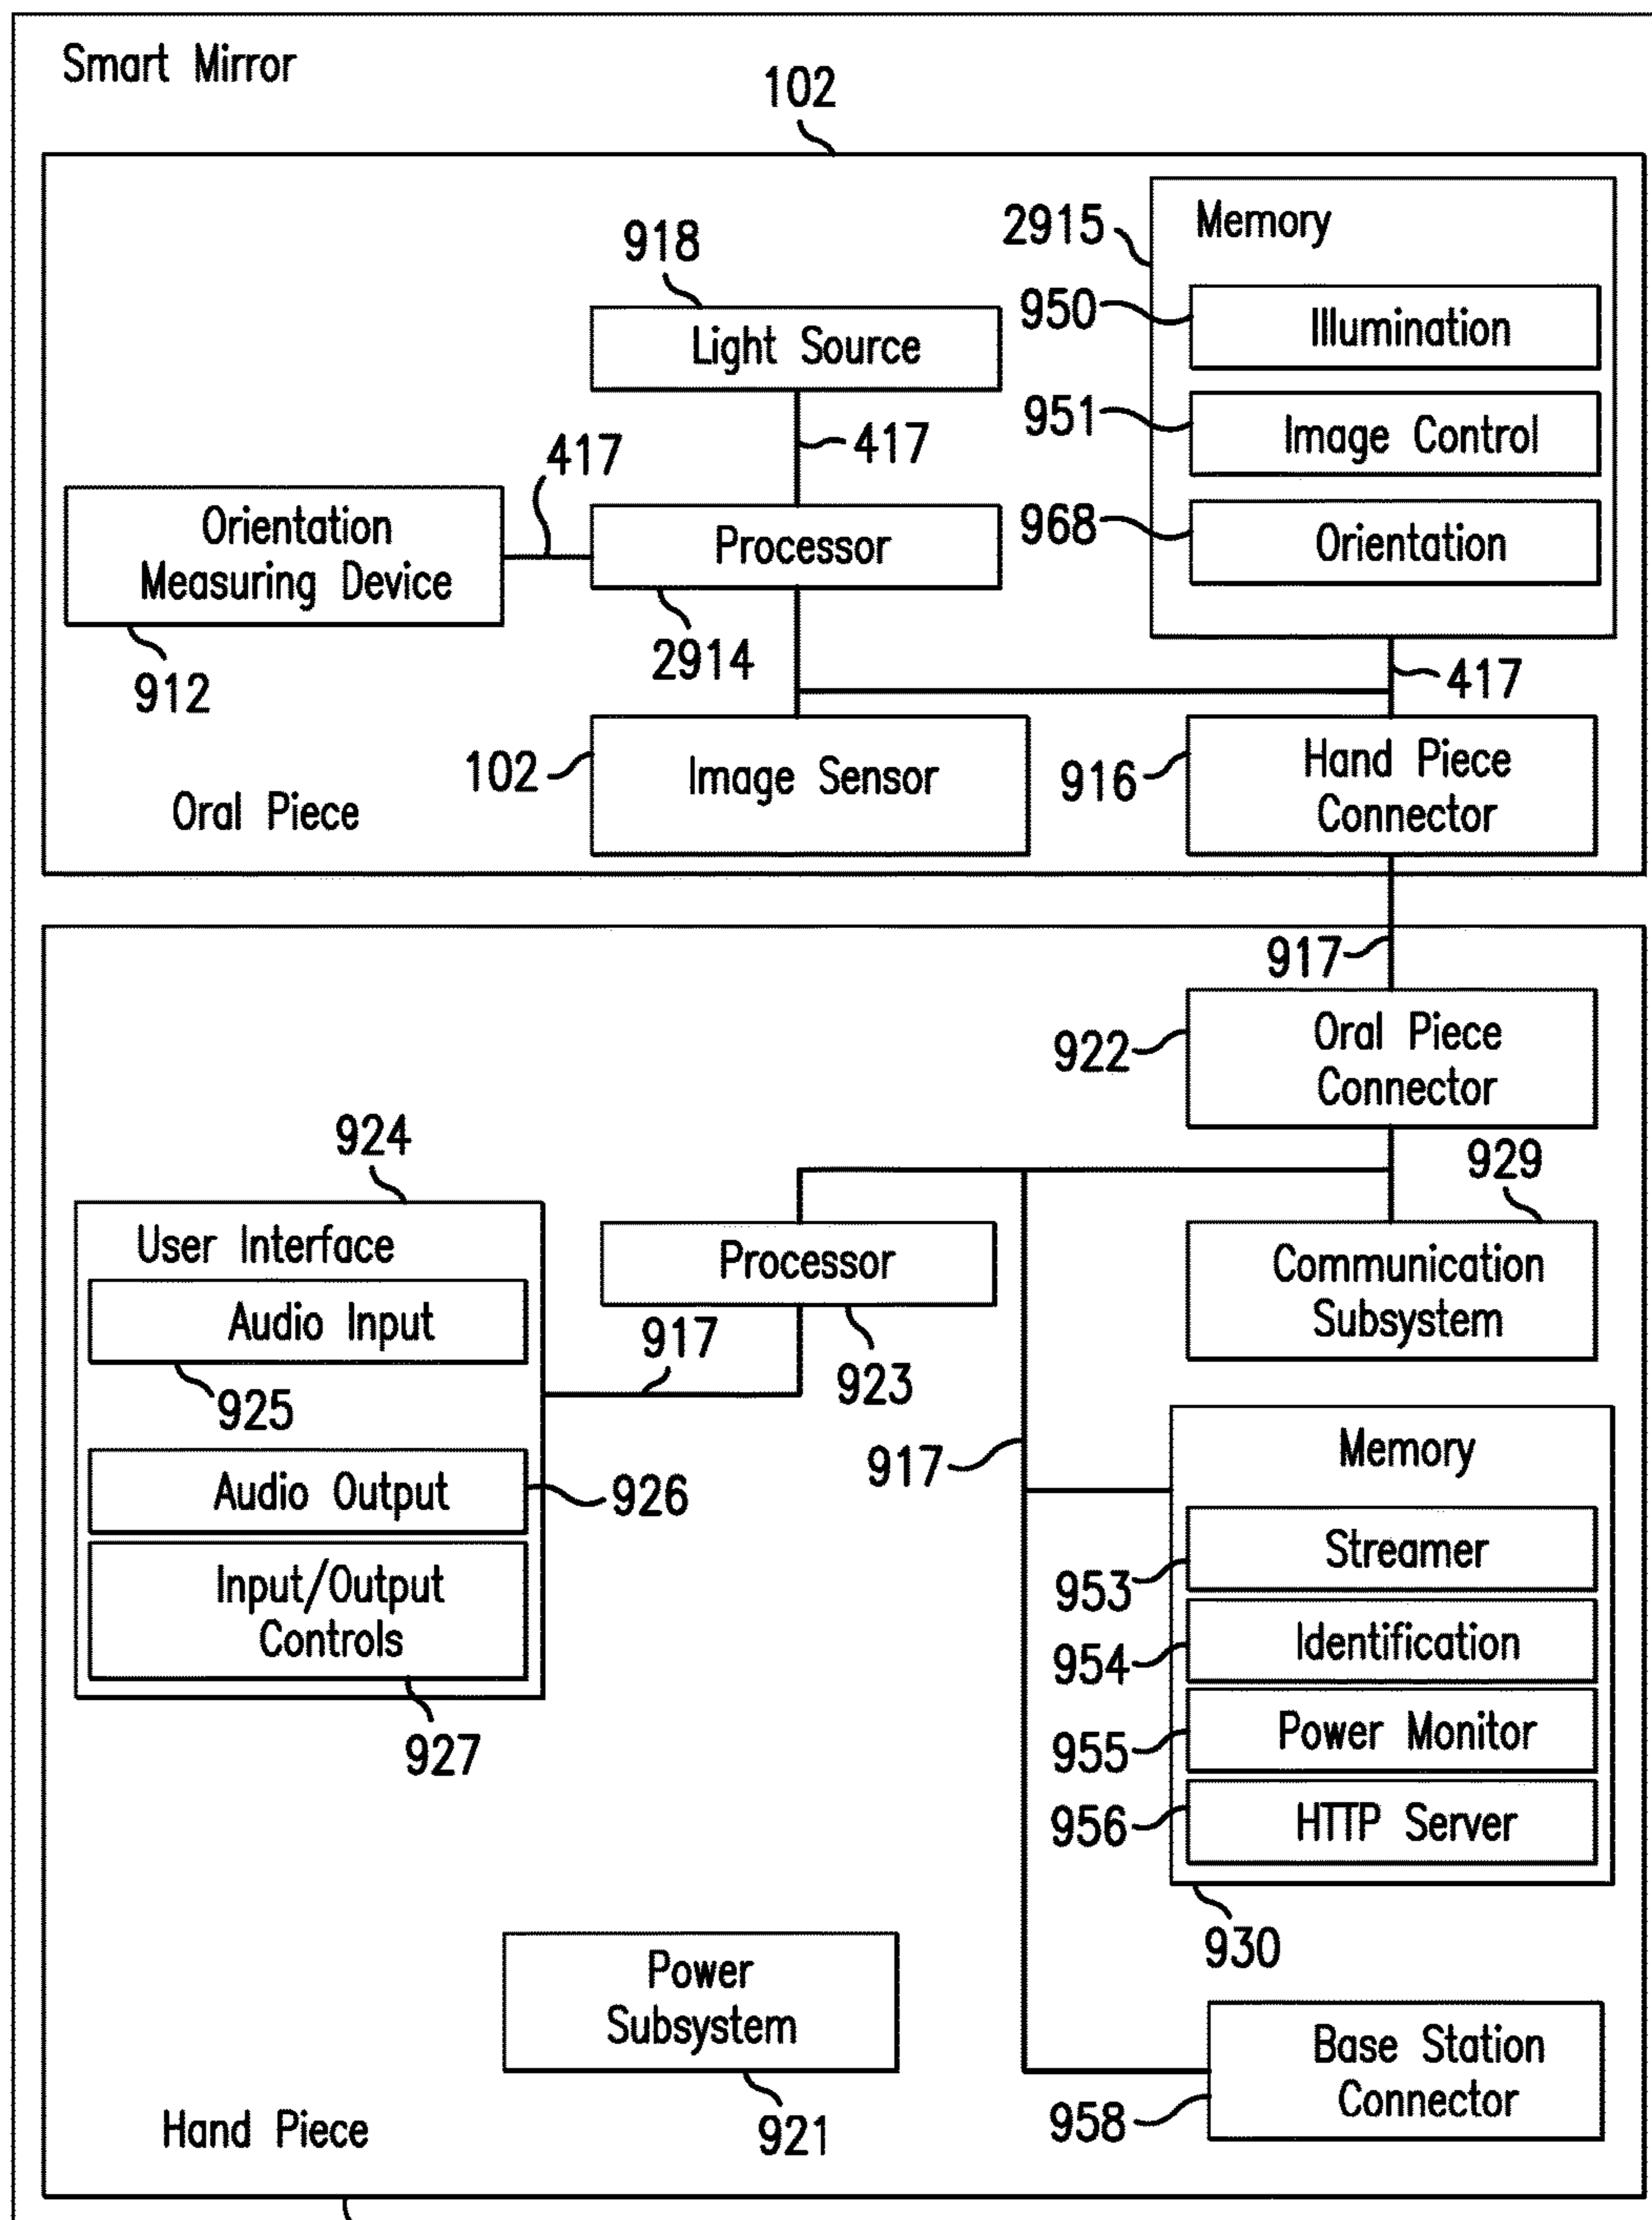 Smart Mirror
102
918
Light Source
417
417
Orientation
Measuring Device
912
Processor
2914
2915
Memory
950
Illumination
951
Image Control
968
Orientation
417
102
Image Sensor
916
Hand Piece
Connector
Oral Piece
917
922
Oral Piece
Connector
924
User Interface
Audio Input
925
Audio Output
926
Input/Output
Controls
927
917
Processor
923
929
Communication
Subsystem
917
Memory
953
Streamer
954
Identification
955
Power Monitor
956
HTTP Server
930
Power
Subsystem
921
958
Base Station
Connector
Hand Piece